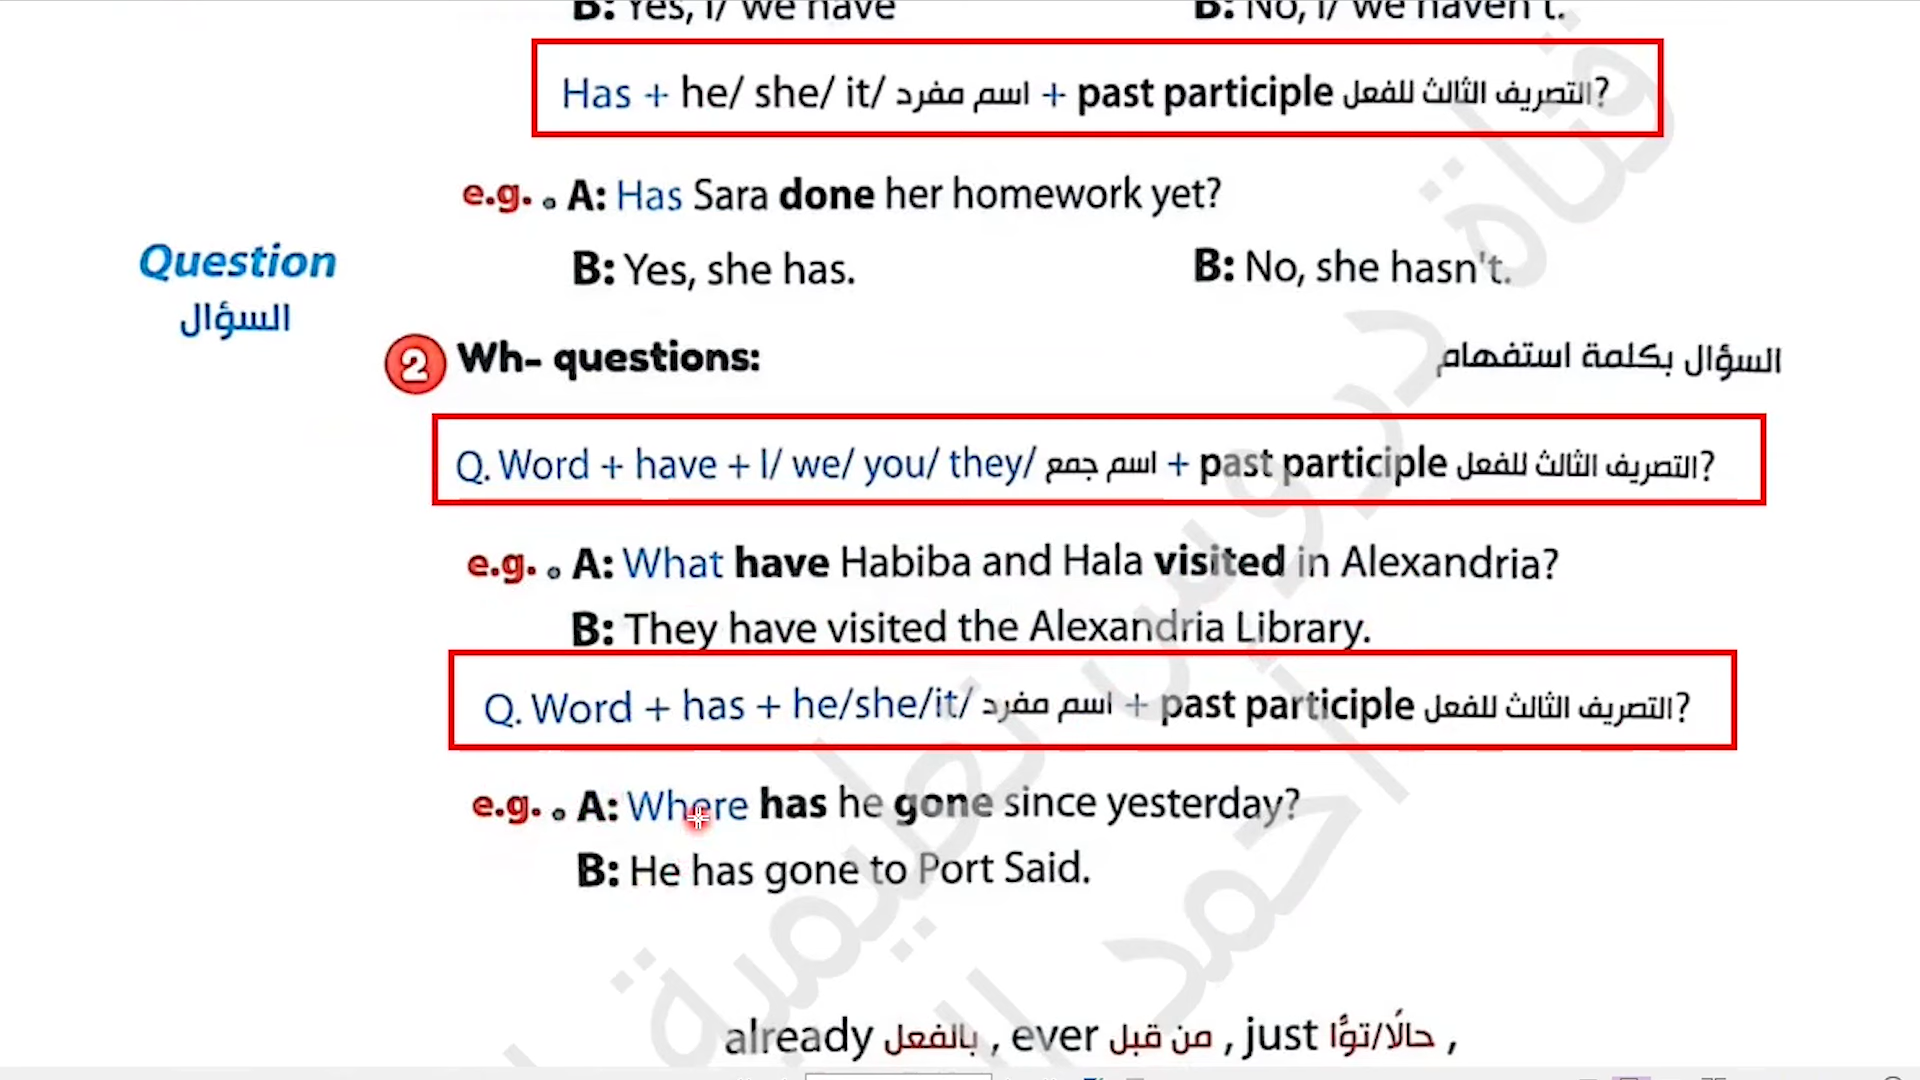 B: Yes, I/ we have B: No, I/ we haven't.
Has + he/ she/ it/ اسم مفرد + past participle التصريف الثالث للفعل?
e.g. • A: Has Sara done her homework yet?
B: Yes, she has. B: No, she hasn't.
Question
السؤال
2 Wh- questions: السؤال بكلمة استفهام
Q. Word + have + I/ we/ you/ they/ اسم جمع + past participle التصريف الثالث للفعل?
e.g. • A: What have Habiba and Hala visited in Alexandria?
B: They have visited the Alexandria Library.
Q. Word + has + he/she/it/ اسم مفرد + past participle التصريف الثالث للفعل?
e.g. • A: Where has he gone since yesterday?
B: He has gone to Port Said.
already بالفعل , ever من قبل , just حالًا/توًّا ,
قناة دروس تعليمية
أحمد